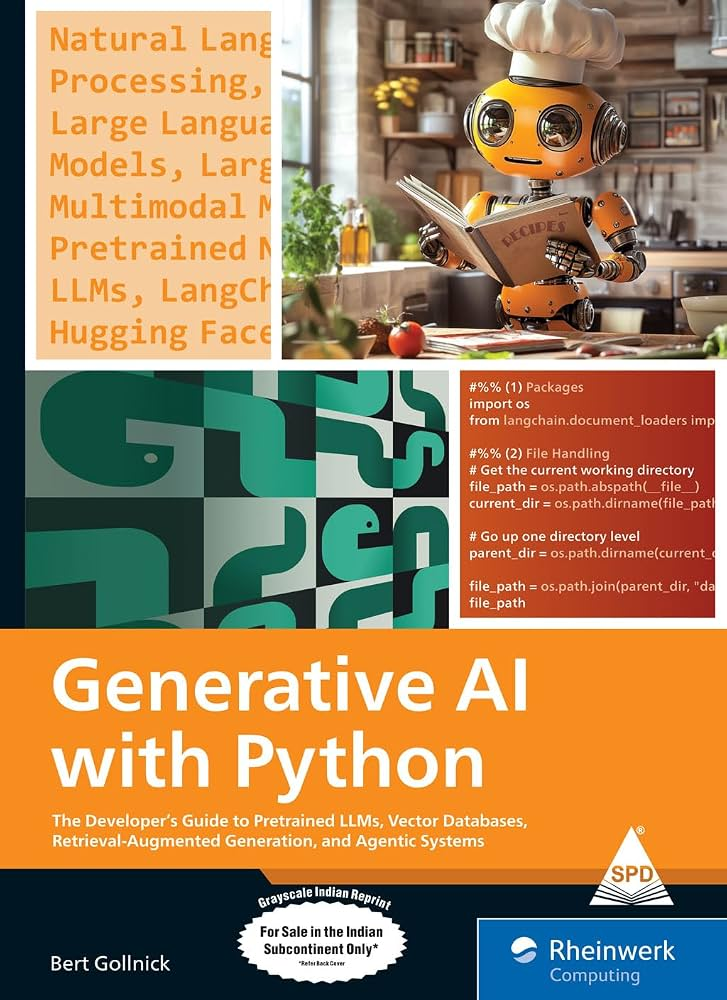 Natural Lang
Processing,
Large Langua
Models, Larg
Multimodal M
Pretrained N
LLMs, LangCh
Hugging Face
RECIPES
#%% (1) Packages
import os
from langchain.document_loaders imp
#%% (2) File Handling
# Get the current working directory
file_path = os.path.abspath(__file__)
current_dir = os.path.dirname(file_path
# Go up one directory level
parent_dir = os.path.dirname(current_d
file_path = os.path.join(parent_dir, "da
file_path
Generative AI
with Python
The Developer's Guide to Pretrained LLMs, Vector Databases,
Retrieval-Augmented Generation, and Agentic Systems
®
SPD
Grayscale Indian Reprint
For Sale in the Indian
Subcontinent Only*
*Refer Back Cover
Bert Gollnick
Rheinwerk
Computing